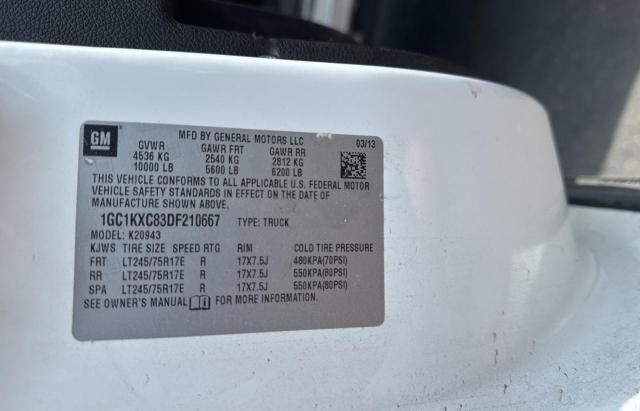 GM
MFD BY GENERAL MOTORS LLC 03/13
GVWR GAWR FRT GAWR RR
4536 KG 2540 KG 2812 KG
10000 LB 5600 LB 6200 LB
THIS VEHICLE CONFORMS TO ALL APPLICABLE U.S. FEDERAL MOTOR
VEHICLE SAFETY STANDARDS IN EFFECT ON THE DATE OF
MANUFACTURE SHOWN ABOVE.
1GC1KXC83DF210667 TYPE: TRUCK
MODEL: K20943
KJWS TIRE SIZE SPEED RTG RIM COLD TIRE PRESSURE
FRT LT245/75R17E R 17X7.5J 480KPA(70PSI)
RR LT245/75R17E R 17X7.5J 550KPA(80PSI)
SPA LT245/75R17E R 17X7.5J 550KPA(80PSI)
SEE OWNER'S MANUAL FOR MORE INFORMATION